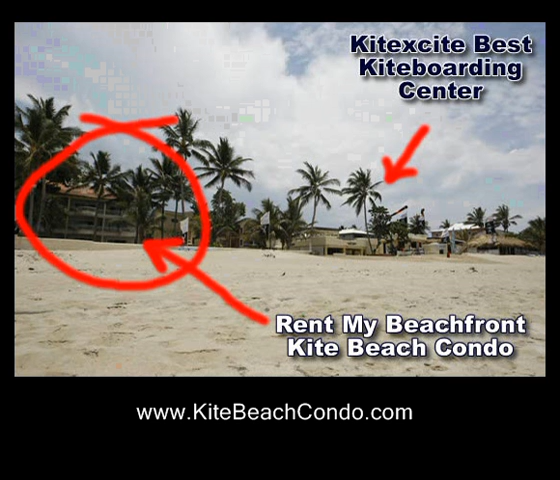 Kitexcite Best
Kiteboarding
Center
Rent My Beachfront
Kite Beach Condo
www.KiteBeachCondo.com